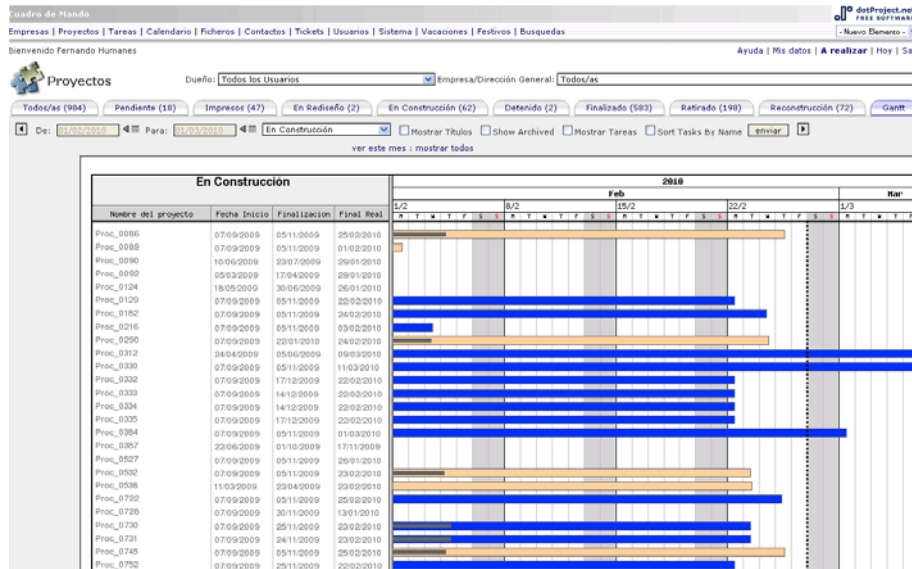 Cuadro de Mando
dotProject.net
FREE SOFTWARE
Empresas | Proyectos | Tareas | Calendario | Ficheros | Contactos | Tickets | Usuarios | Sistema | Vacaciones | Festivos | Busquedas
- Nuevo Elemento -
Bienvenido Fernando Humanes
Ayuda | Mis datos | A realizar | Hoy | Sa
Proyectos
Dueño: Todos los Usuarios Empresa/Dirección General: Todos/as
Todos/as (984) Pendiente (18) Impresos (47) En Rediseño (2) En Construcción (62) Detenido (2) Finalizado (583) Retirado (198) Reconstrucción (72) Gantt
De: 01/02/2010 Para: 01/03/2010 En Construcción Mostrar Títulos Show Archived Mostrar Tareas Sort Tasks By Name enviar
ver este mes : mostrar todos
En Construcción 2010
Feb Mar
1/2 8/2 15/2 22/2 1/3
Nombre del proyecto Fecha Inicio Finalizacion Final Real M T W T F S S M T W T F S S M T W T F S S M T W T F S S M T W T F
Proc_0086 07/09/2009 05/11/2009 25/02/2010
Proc_0089 07/09/2009 05/11/2009 01/02/2010
Proc_0090 10/06/2009 23/07/2009 29/01/2010
Proc_0092 05/03/2009 17/04/2009 29/01/2010
Proc_0124 18/05/2009 30/06/2009 26/01/2010
Proc_0129 07/09/2009 05/11/2009 22/02/2010
Proc_0182 07/09/2009 05/11/2009 24/02/2010
Proc_0216 07/09/2009 05/11/2009 03/02/2010
Proc_0290 07/09/2009 22/01/2010 24/02/2010
Proc_0312 24/04/2009 05/06/2009 09/03/2010
Proc_0330 07/09/2009 05/11/2009 11/03/2010
Proc_0332 07/09/2009 17/12/2009 22/02/2010
Proc_0333 07/09/2009 14/12/2009 22/02/2010
Proc_0334 07/09/2009 14/12/2009 22/02/2010
Proc_0335 07/09/2009 17/12/2009 22/02/2010
Proc_0384 07/09/2009 05/11/2009 01/03/2010
Proc_0387 22/06/2009 01/10/2009 17/11/2009
Proc_0527 07/09/2009 05/11/2009 26/01/2010
Proc_0532 07/09/2009 05/11/2009 23/02/2010
Proc_0538 11/03/2009 23/04/2009 23/02/2010
Proc_0722 07/09/2009 05/11/2009 25/02/2010
Proc_0728 07/09/2009 30/11/2009 13/01/2010
Proc_0730 07/09/2009 25/11/2009 23/02/2010
Proc_0731 07/09/2009 24/11/2009 23/02/2010
Proc_0745 07/09/2009 05/11/2009 25/02/2010
Proc_0752 07/09/2009 25/11/2009 22/02/2010